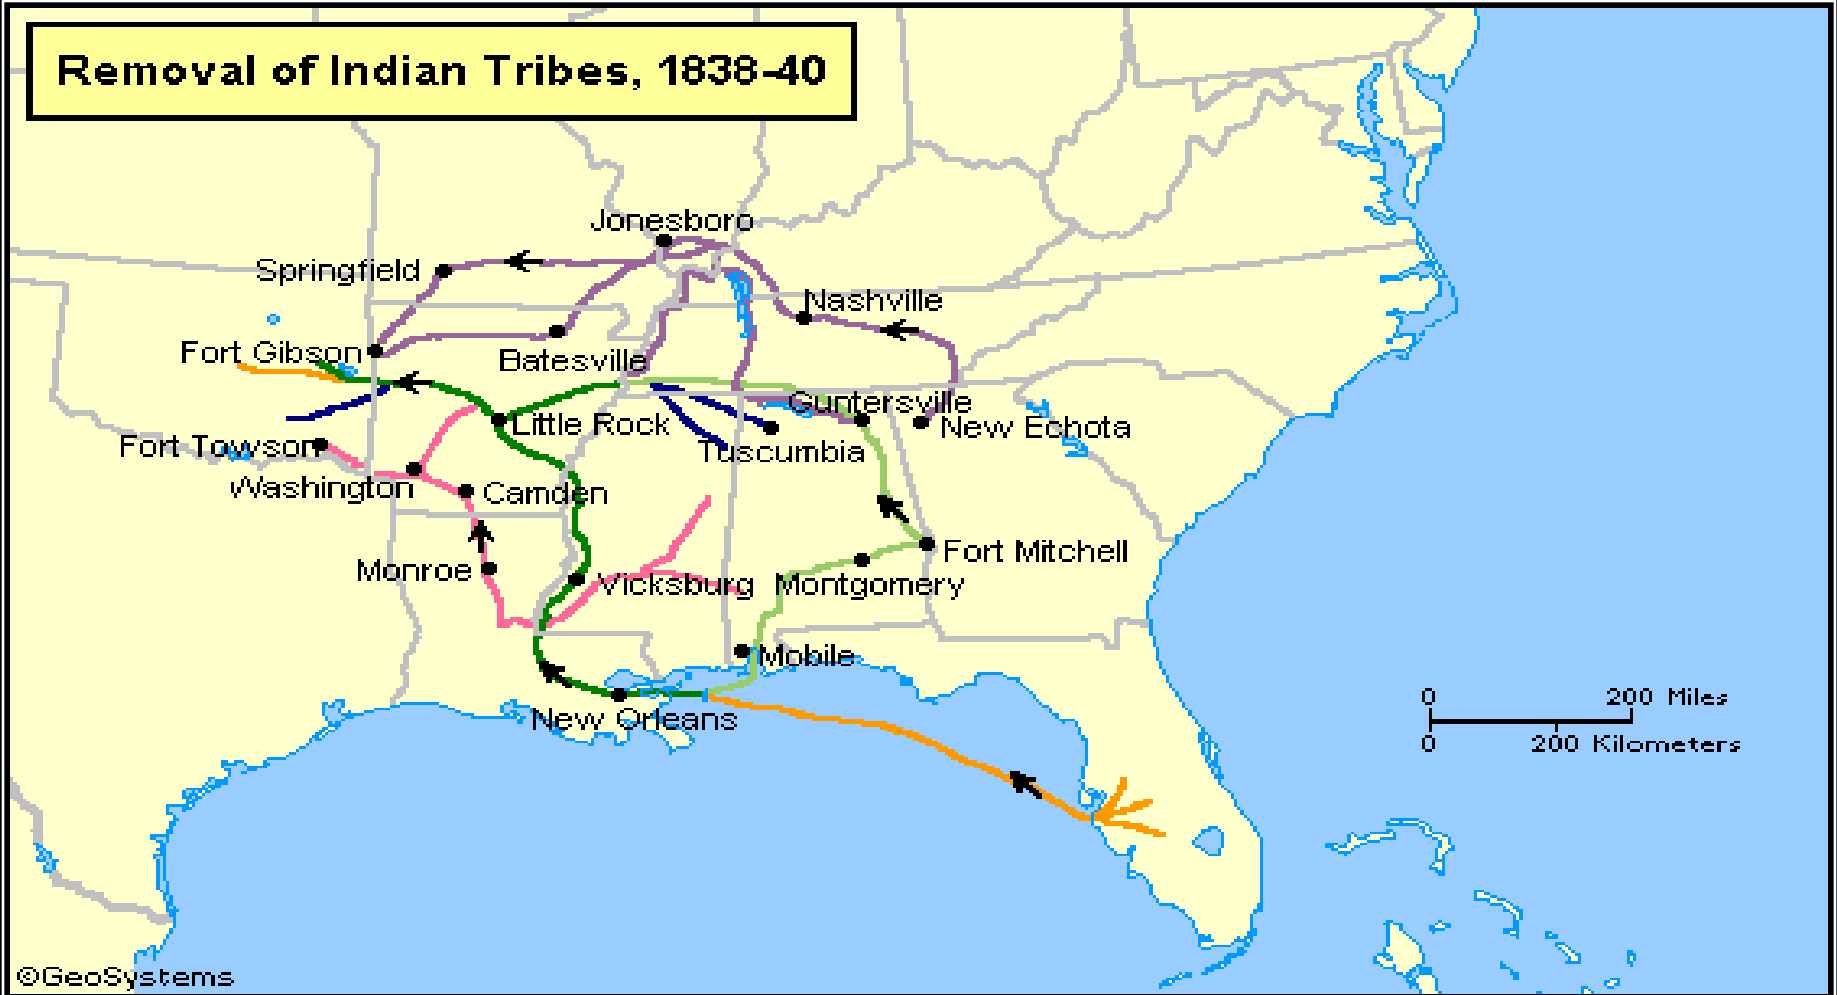 Removal of Indian Tribes, 1838-40
Jonesboro
Springfield
Nashville
Fort Gibson
Batesville
Guntersville
Little Rock
New Echota
Fort Towson
Tuscumbia
Washington
Camden
Fort Mitchell
Monroe
Vicksburg
Montgomery
Mobile
New Orleans
0 200 Miles
0 200 Kilometers
©GeoSystems